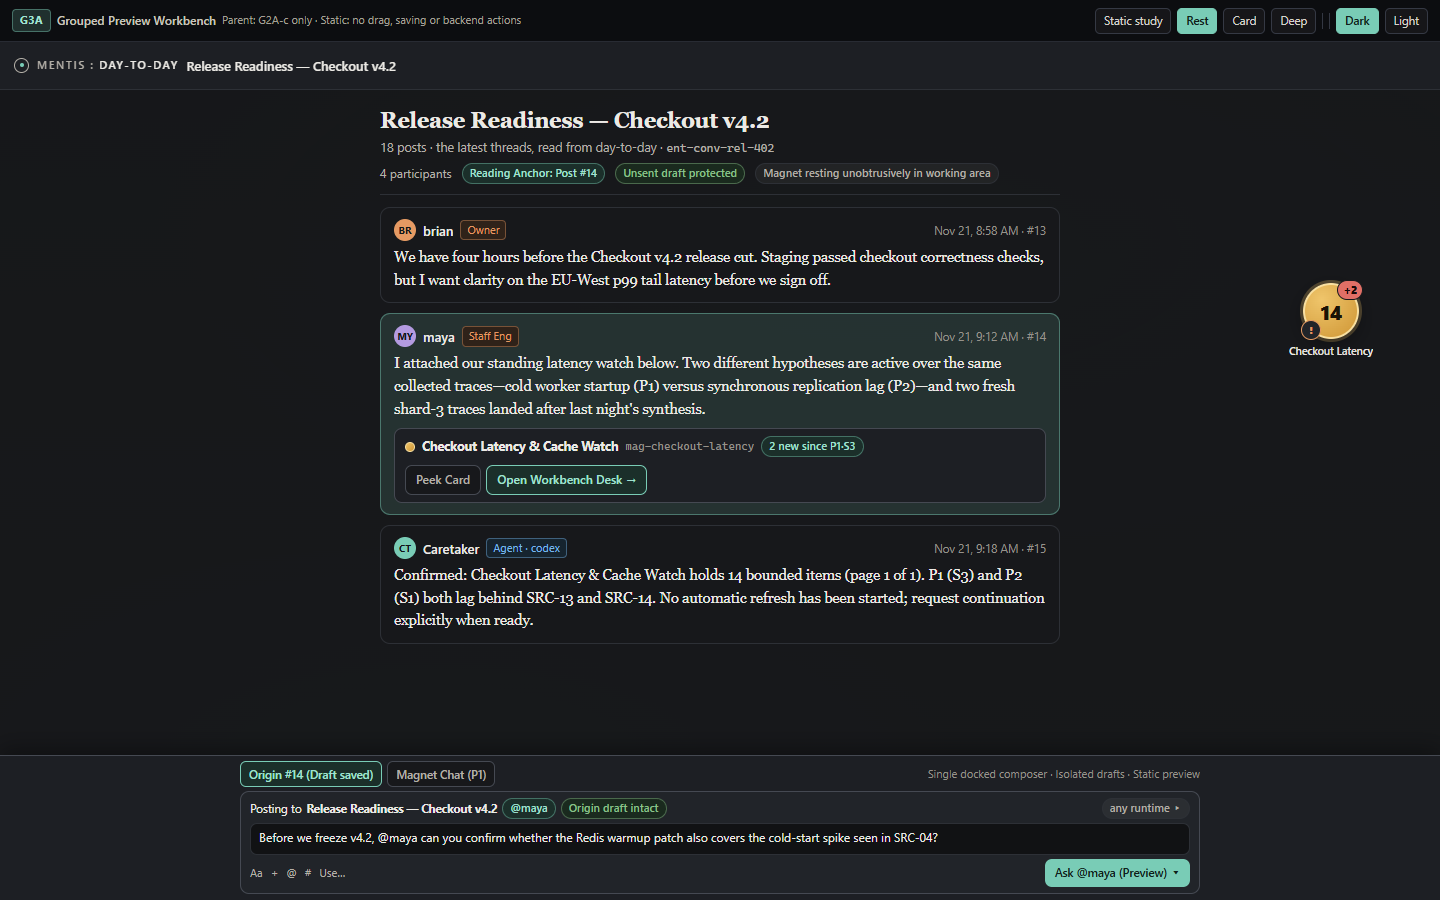 G3A Grouped Preview Workbench Parent: G2A-c only · Static: no drag, saving or backend actions Static study Rest Card Deep Dark Light
MENTIS : DAY-TO-DAY Release Readiness — Checkout v4.2
Release Readiness — Checkout v4.2
18 posts · the latest threads, read from day-to-day · ent-conv-rel-402
4 participants Reading Anchor: Post #14 Unsent draft protected Magnet resting unobtrusively in working area
BR brian Owner Nov 21, 8:58 AM · #13
We have four hours before the Checkout v4.2 release cut. Staging passed checkout correctness checks,
but I want clarity on the EU-West p99 tail latency before we sign off.
+2
14
!
Checkout Latency
MY maya Staff Eng Nov 21, 9:12 AM · #14
I attached our standing latency watch below. Two different hypotheses are active over the same
collected traces—cold worker startup (P1) versus synchronous replication lag (P2)—and two fresh
shard-3 traces landed after last night's synthesis.
Checkout Latency & Cache Watch mag-checkout-latency 2 new since P1·S3
Peek Card Open Workbench Desk →
CT Caretaker Agent · codex Nov 21, 9:18 AM · #15
Confirmed: Checkout Latency & Cache Watch holds 14 bounded items (page 1 of 1). P1 (S3) and P2
(S1) both lag behind SRC-13 and SRC-14. No automatic refresh has been started; request continuation
explicitly when ready.
Origin #14 (Draft saved) Magnet Chat (P1) Single docked composer · Isolated drafts · Static preview
Posting to Release Readiness — Checkout v4.2 @maya Origin draft intact any runtime ▸
Before we freeze v4.2, @maya can you confirm whether the Redis warmup patch also covers the cold-start spike seen in SRC-04?
Aa + @ # Use... Ask @maya (Preview) ▾